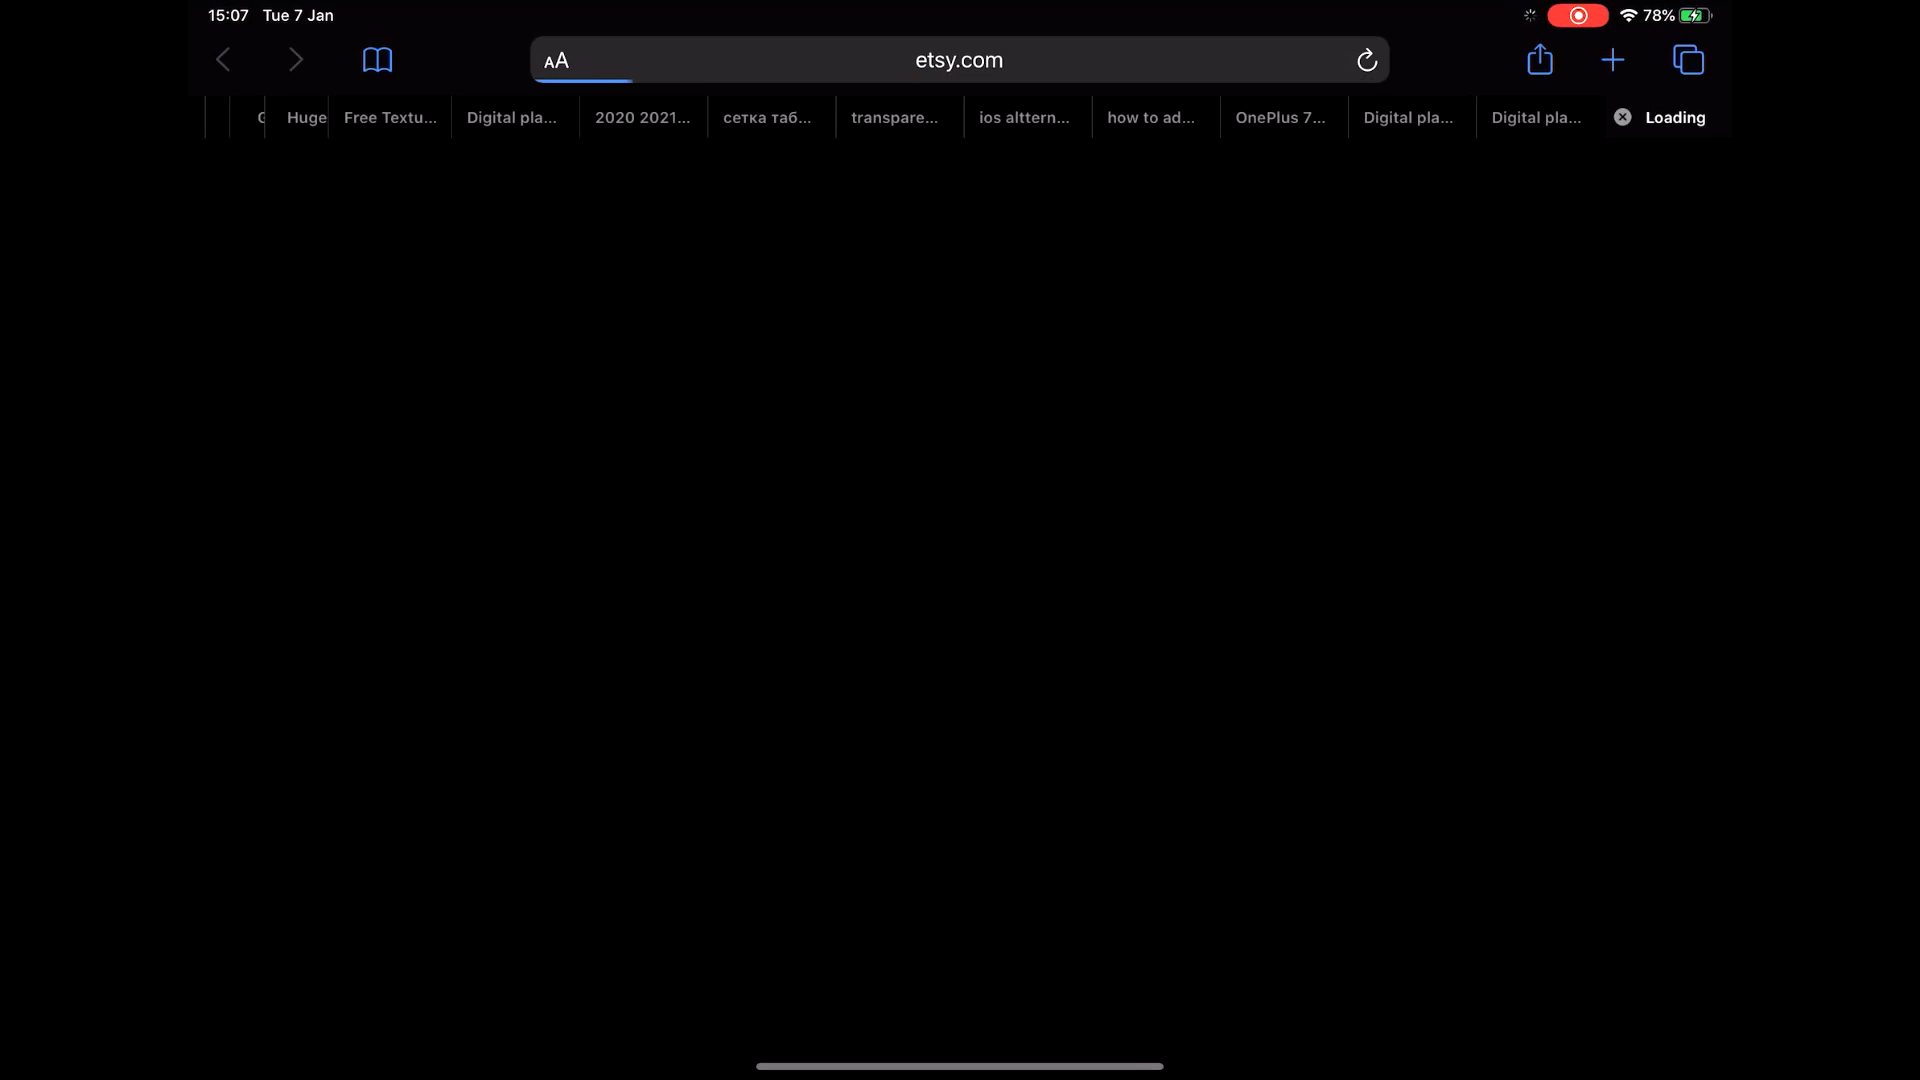 15:07 Tue 7 Jan
78%
AA etsy.com
Huge Free Textu... Digital pla... 2020 2021... сетка таб... transpare... ios alttern... how to ad... OnePlus 7... Digital pla... Digital pla... Loading